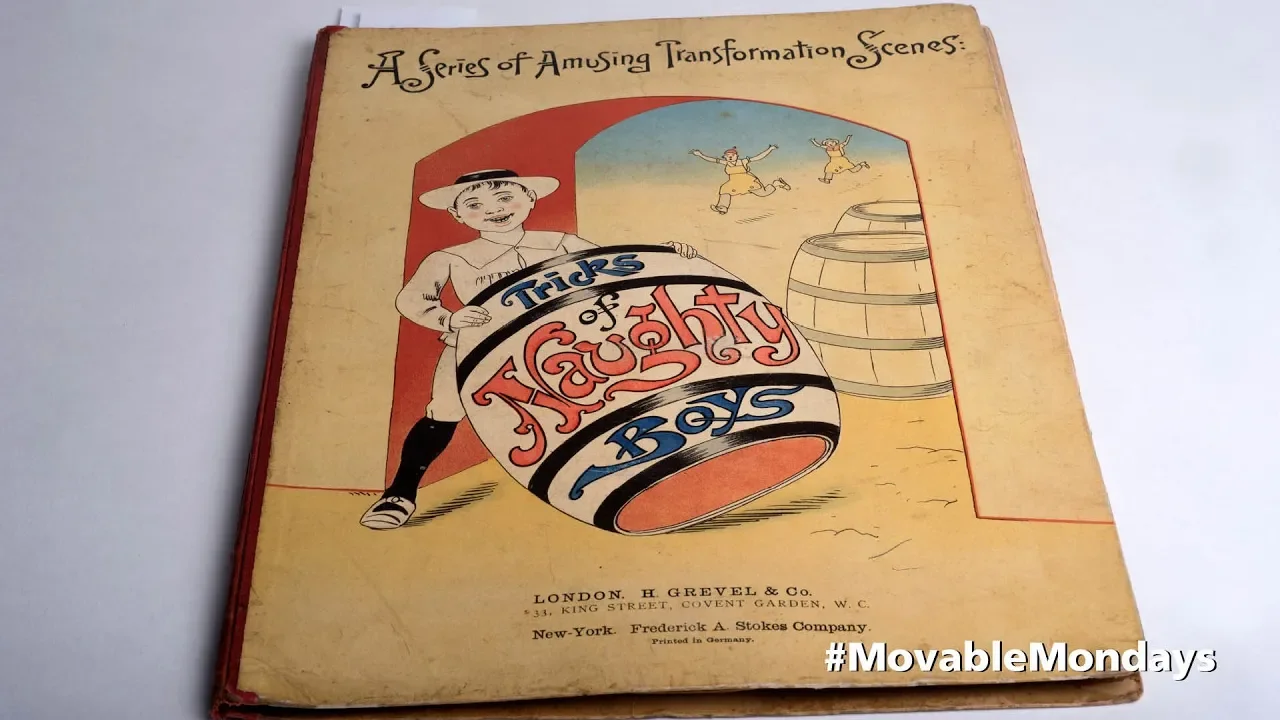 A Series of Amusing Transformation Scenes:
Tricks
of
Naughty
Boys
LONDON. H. GREVEL & Co.
33, KING STREET, COVENT GARDEN, W. C.
New-York. Frederick A. Stokes Company.
Printed in Germany.
#MovableMondays